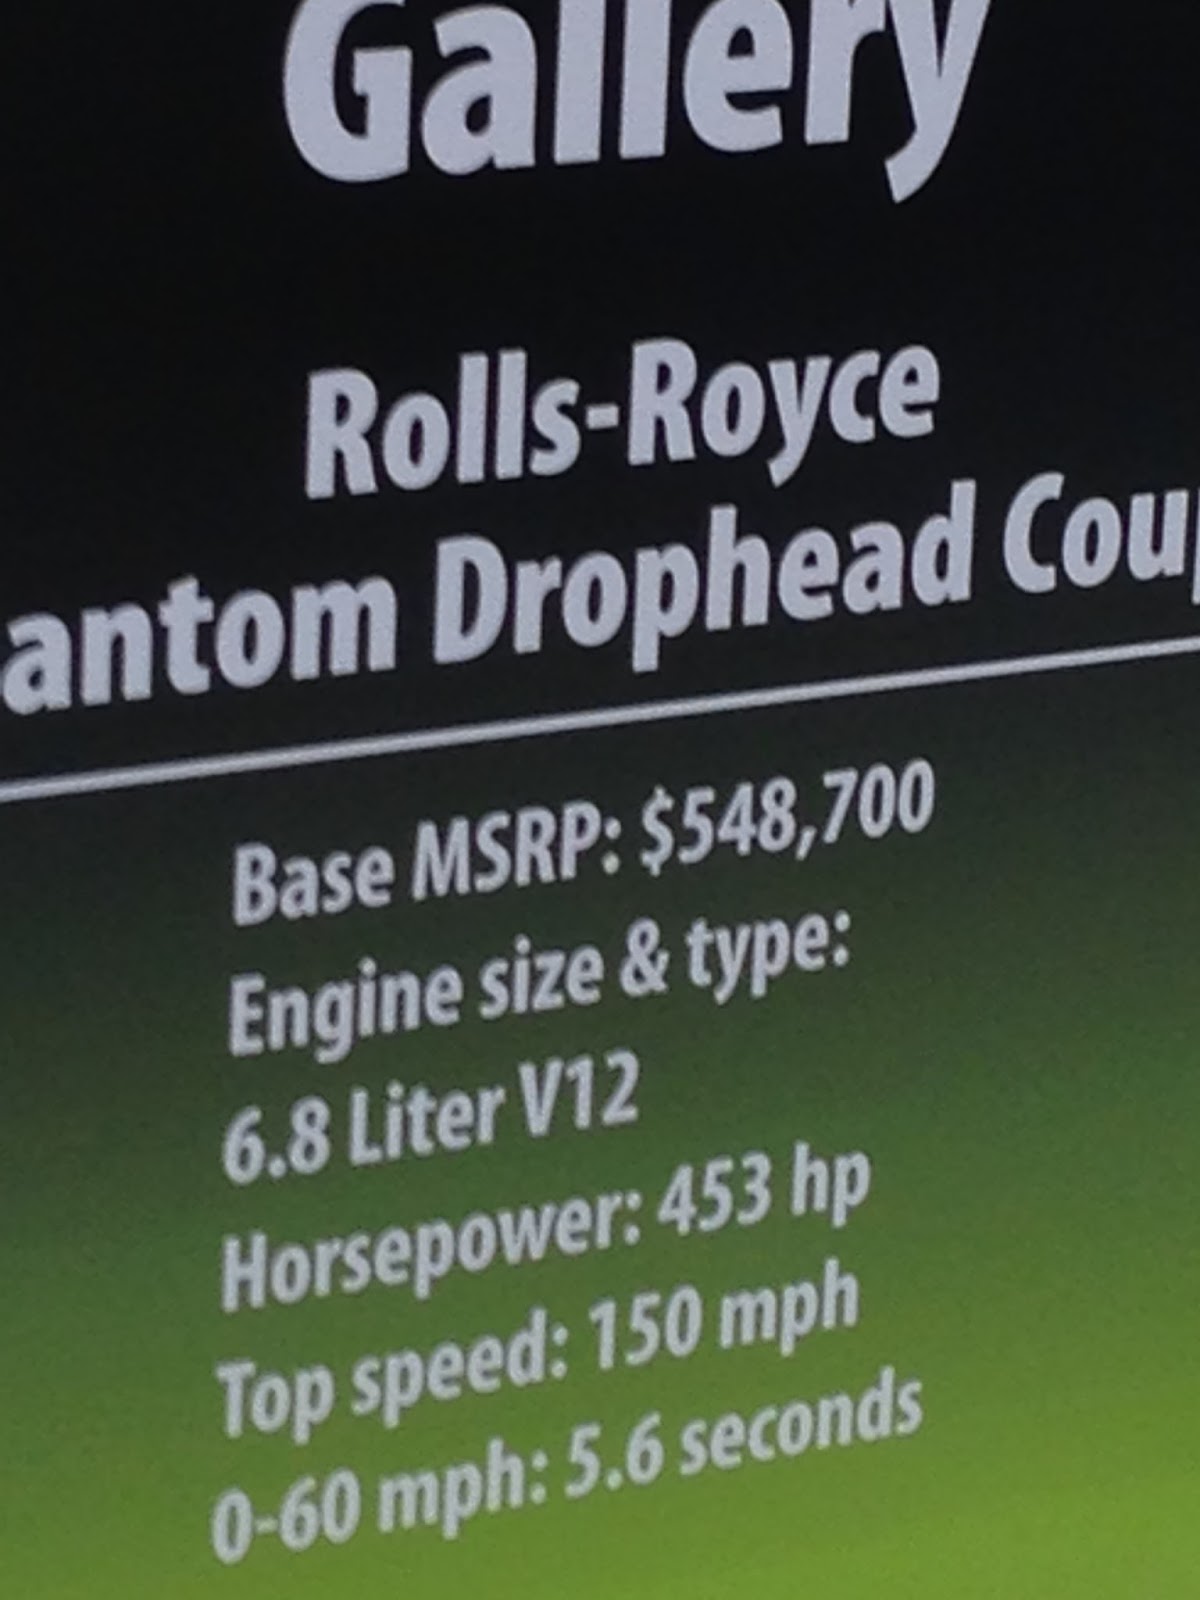 Gallery
Rolls-Royce
antom Drophead Coup
Base MSRP: $548,700
Engine size & type:
6.8 Liter V12
Horsepower: 453 hp
Top speed: 150 mph
0-60 mph: 5.6 seconds